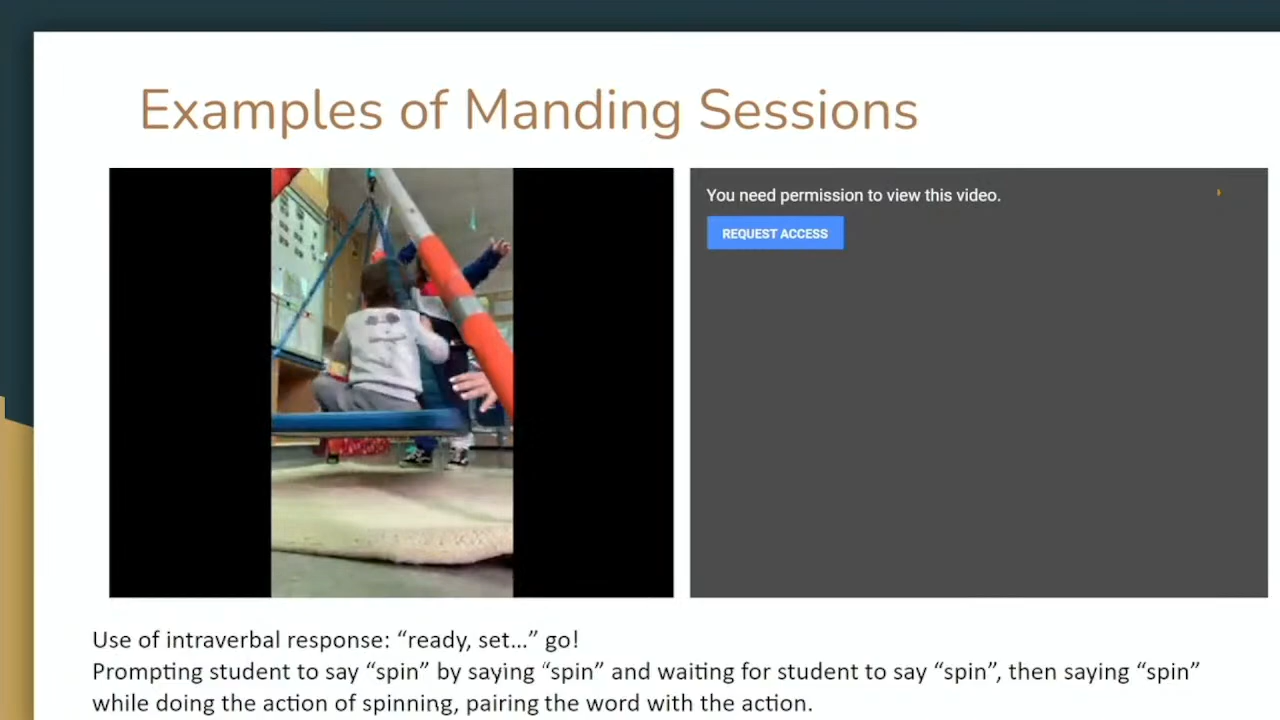 Examples of Manding Sessions
You need permission to view this video.
REQUEST ACCESS
Use of intraverbal response: “ready, set...” go!
Prompting student to say “spin” by saying “spin” and waiting for student to say “spin”, then saying “spin”
while doing the action of spinning, pairing the word with the action.